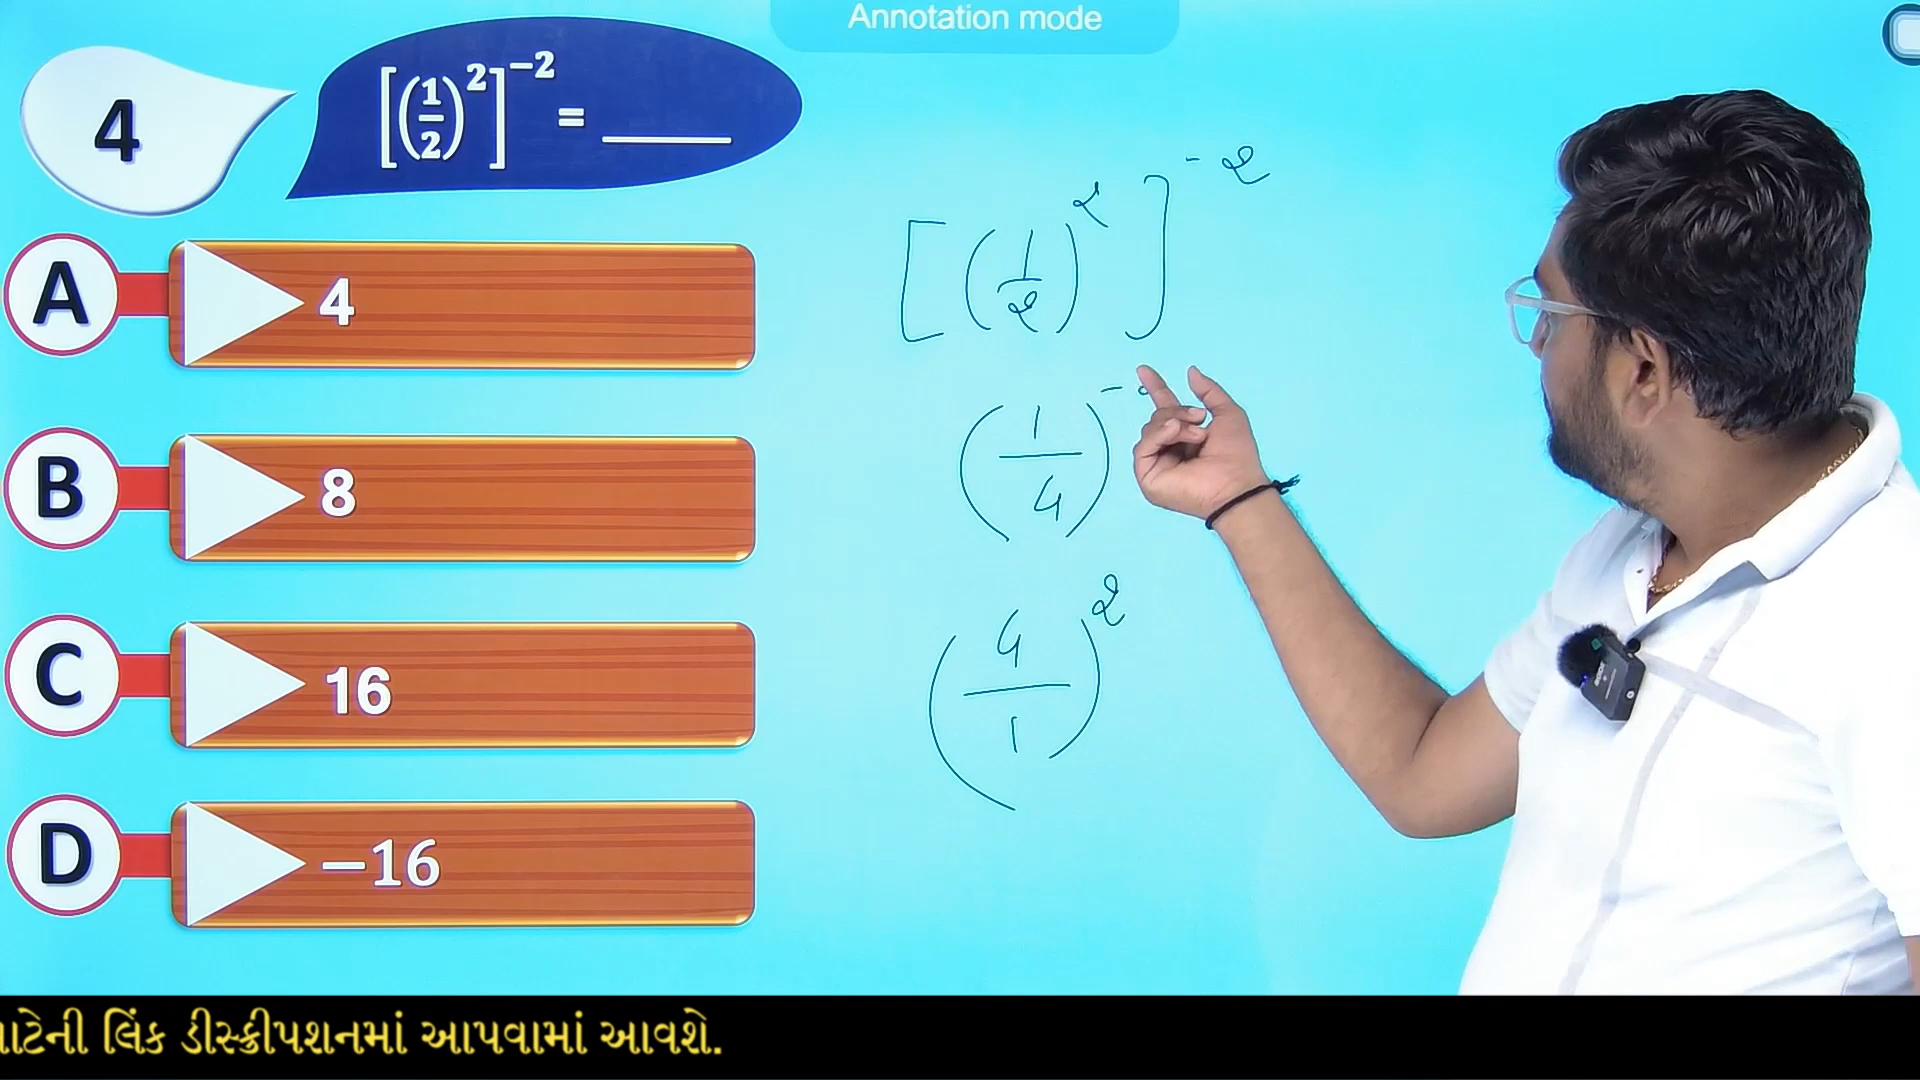 Annotation mode
4
[(1/2)^2]^-2 = ____
A 4
B 8
C 16
D −16
[(1/૨)^૨]^-૨
(1/4)^-
(4/1)^૨
લિંક ડીસ્ક્રીપશનમાં આપવામાં આવશે.